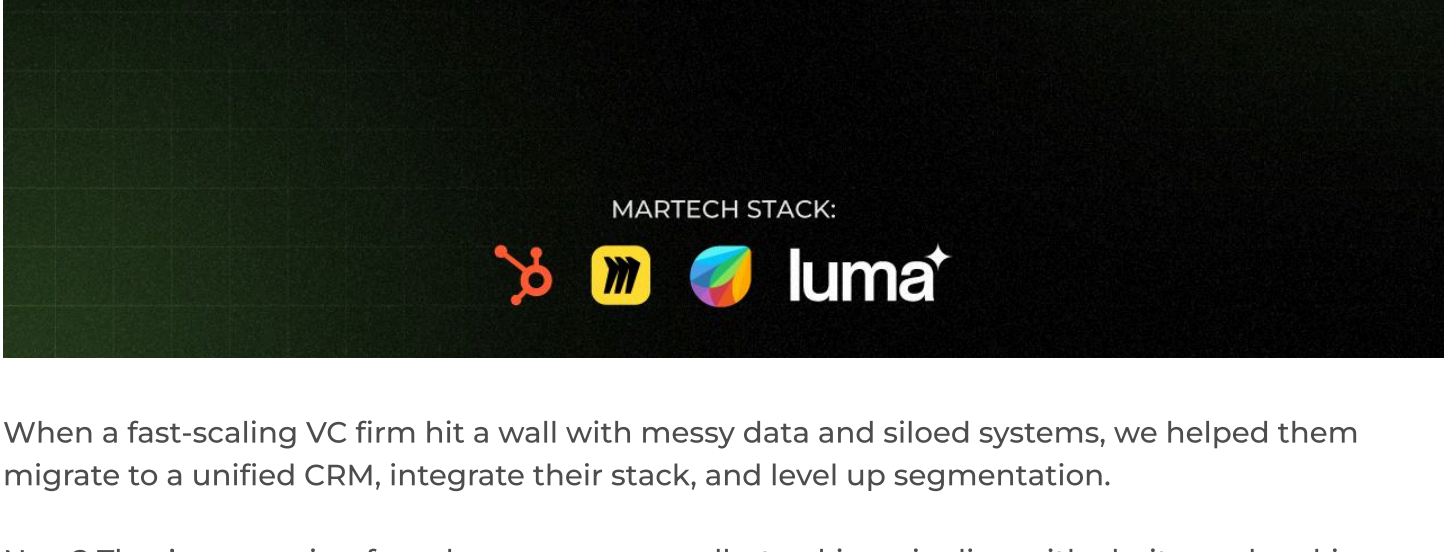 MARTECH STACK:
luma
When a fast-scaling VC firm hit a wall with messy data and siloed systems, we helped them
migrate to a unified CRM, integrate their stack, and level up segmentation.